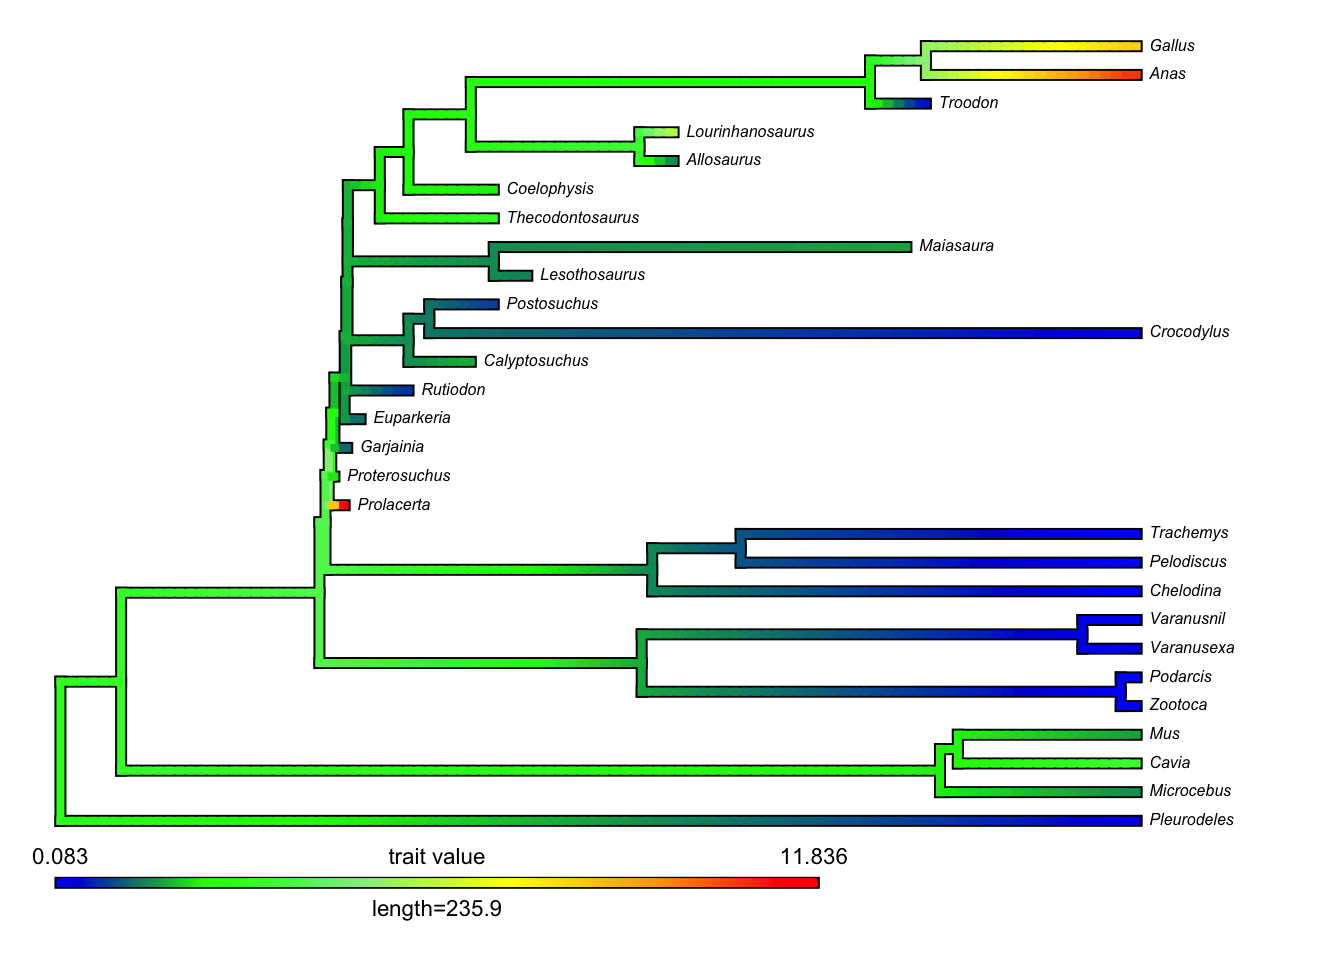 Gallus
Anas
Troodon
Lourinhanosaurus
Allosaurus
Coelophysis
Thecodontosaurus
Maiasaura
Lesothosaurus
Postosuchus
Crocodylus
Calyptosuchus
Rutiodon
Euparkeria
Garjainia
Proterosuchus
Prolacerta
Trachemys
Pelodiscus
Chelodina
Varanusnil
Varanusexa
Podarcis
Zootoca
Mus
Cavia
Microcebus
Pleurodeles
0.083 trait value 11.836
length=235.9